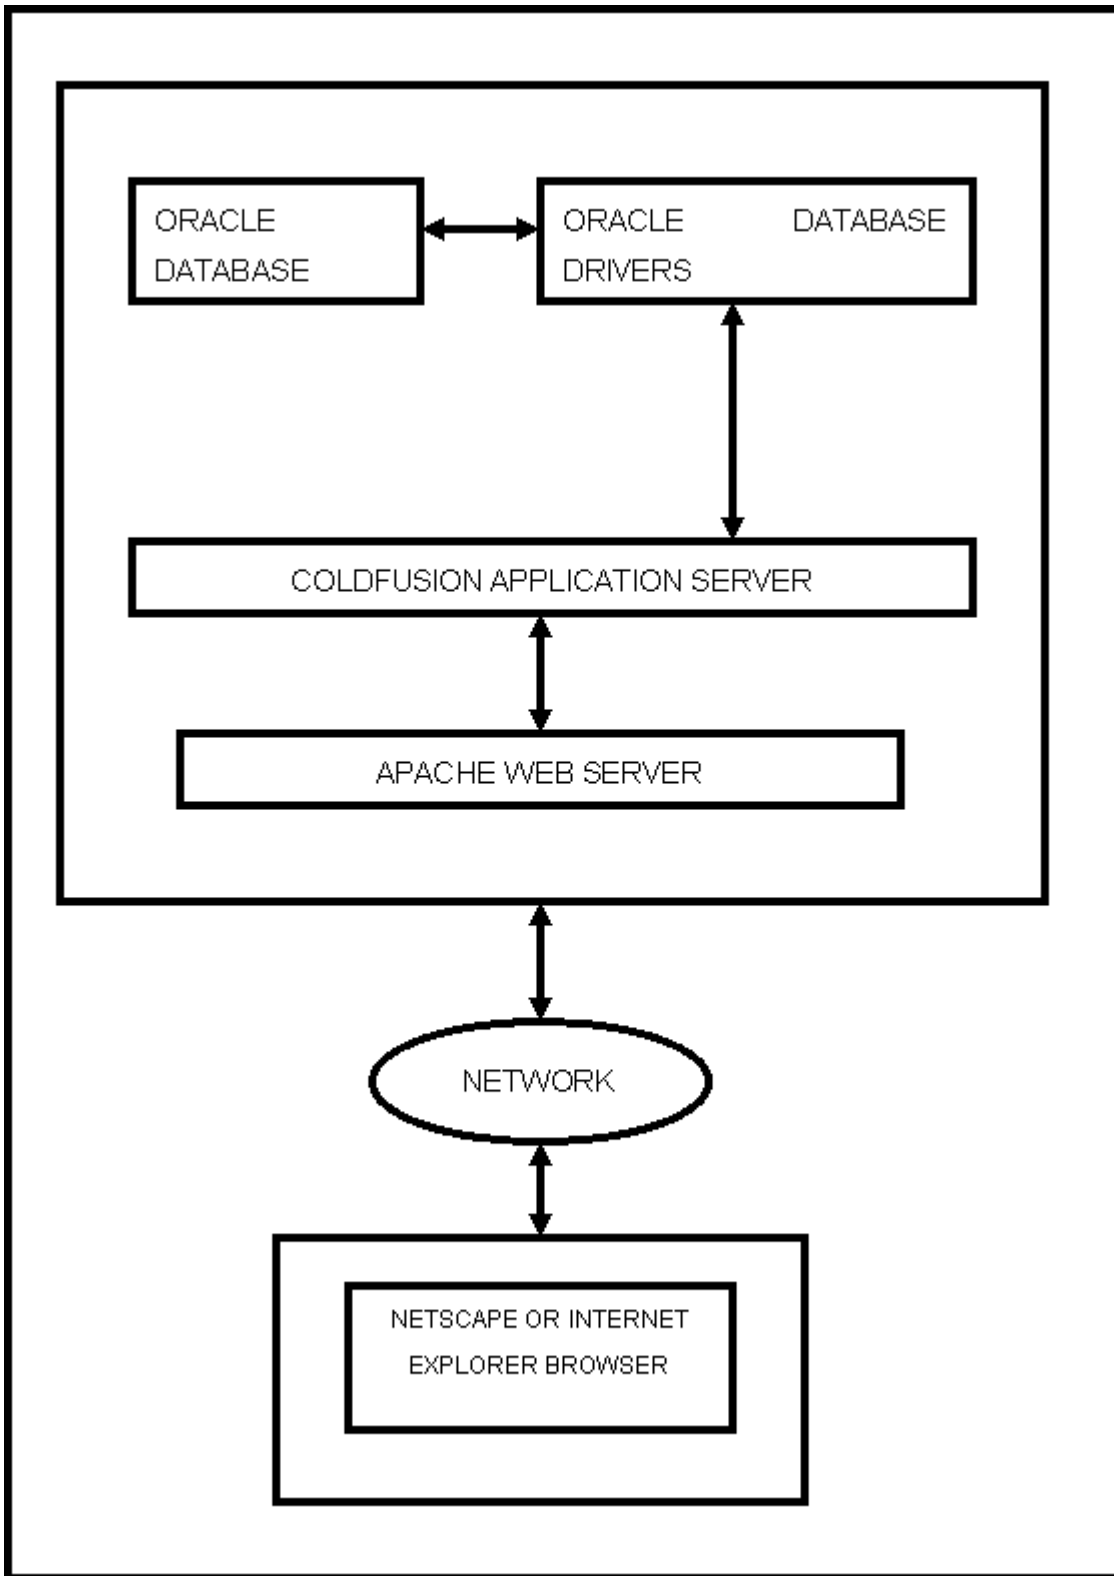 ORACLE
DATABASE
ORACLE DATABASE
DRIVERS
COLDFUSION APPLICATION SERVER
APACHE WEB SERVER
NETWORK
NETSCAPE OR INTERNET
EXPLORER BROWSER